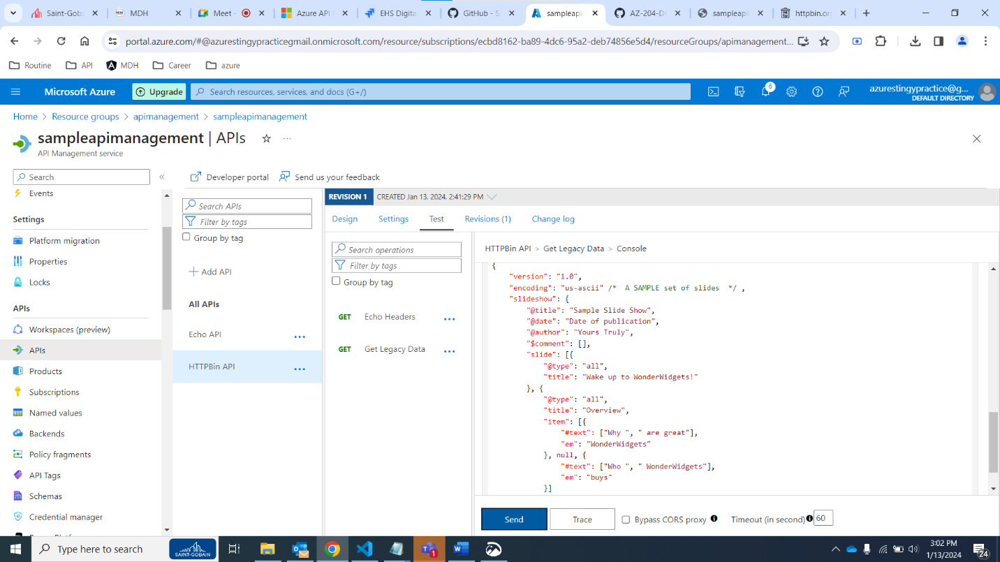 Saint-Goba
MDH
Meet -
Azure API M
EHS Digita
GitHub - S
sampleapim
AZ-204-De
sampleapi
httpbin.org
portal.azure.com/#@azurestingypracticegmail.onmicrosoft.com/resource/subscriptions/ecbd8162-ba89-4dc6-95a2-deb74856e5d4/resourceGroups/apimanagement...
Routine
API
MDH
Career
azure
Microsoft Azure
Upgrade
Search resources, services, and docs (G+/)
6
azurestingypractice@g...
DEFAULT DIRECTORY
Home > Resource groups > apimanagement > sampleapimanagement
sampleapimanagement | APIs
API Management service
Search
Developer portal
Send us your feedback
Events
Settings
Platform migration
Properties
Locks
APIs
Workspaces (preview)
APIs
Products
Subscriptions
Named values
Backends
Policy fragments
API Tags
Schemas
Credential manager
Search APIs
Filter by tags
Group by tag
Add API
All APIs
Echo API
HTTPBin API
REVISION 1
CREATED Jan 13, 2024, 2:41:29 PM
Design
Settings
Test
Revisions (1)
Change log
Search operations
Filter by tags
Group by tag
GET Echo Headers
GET Get Legacy Data
HTTPBin API > Get Legacy Data > Console
{
"version": "1.0",
"encoding": "us-ascii" /*  A SAMPLE set of slides  */ ,
"slideshow": {
"@title": "Sample Slide Show",
"@date": "Date of publication",
"@author": "Yours Truly",
"$comment": [],
"slide": [{
"@type": "all",
"title": "Wake up to WonderWidgets!"
}, {
"@type": "all",
"title": "Overview",
"item": [{
"#text": ["Why ", " are great"],
"em": "WonderWidgets"
}, null, {
"#text": ["Who ", " WonderWidgets"],
"em": "buys"
}]
Send
Trace
Bypass CORS proxy
Timeout (in second)
60
Type here to search
SAINT-GOBAIN
1
3:02 PM
1/13/2024
24